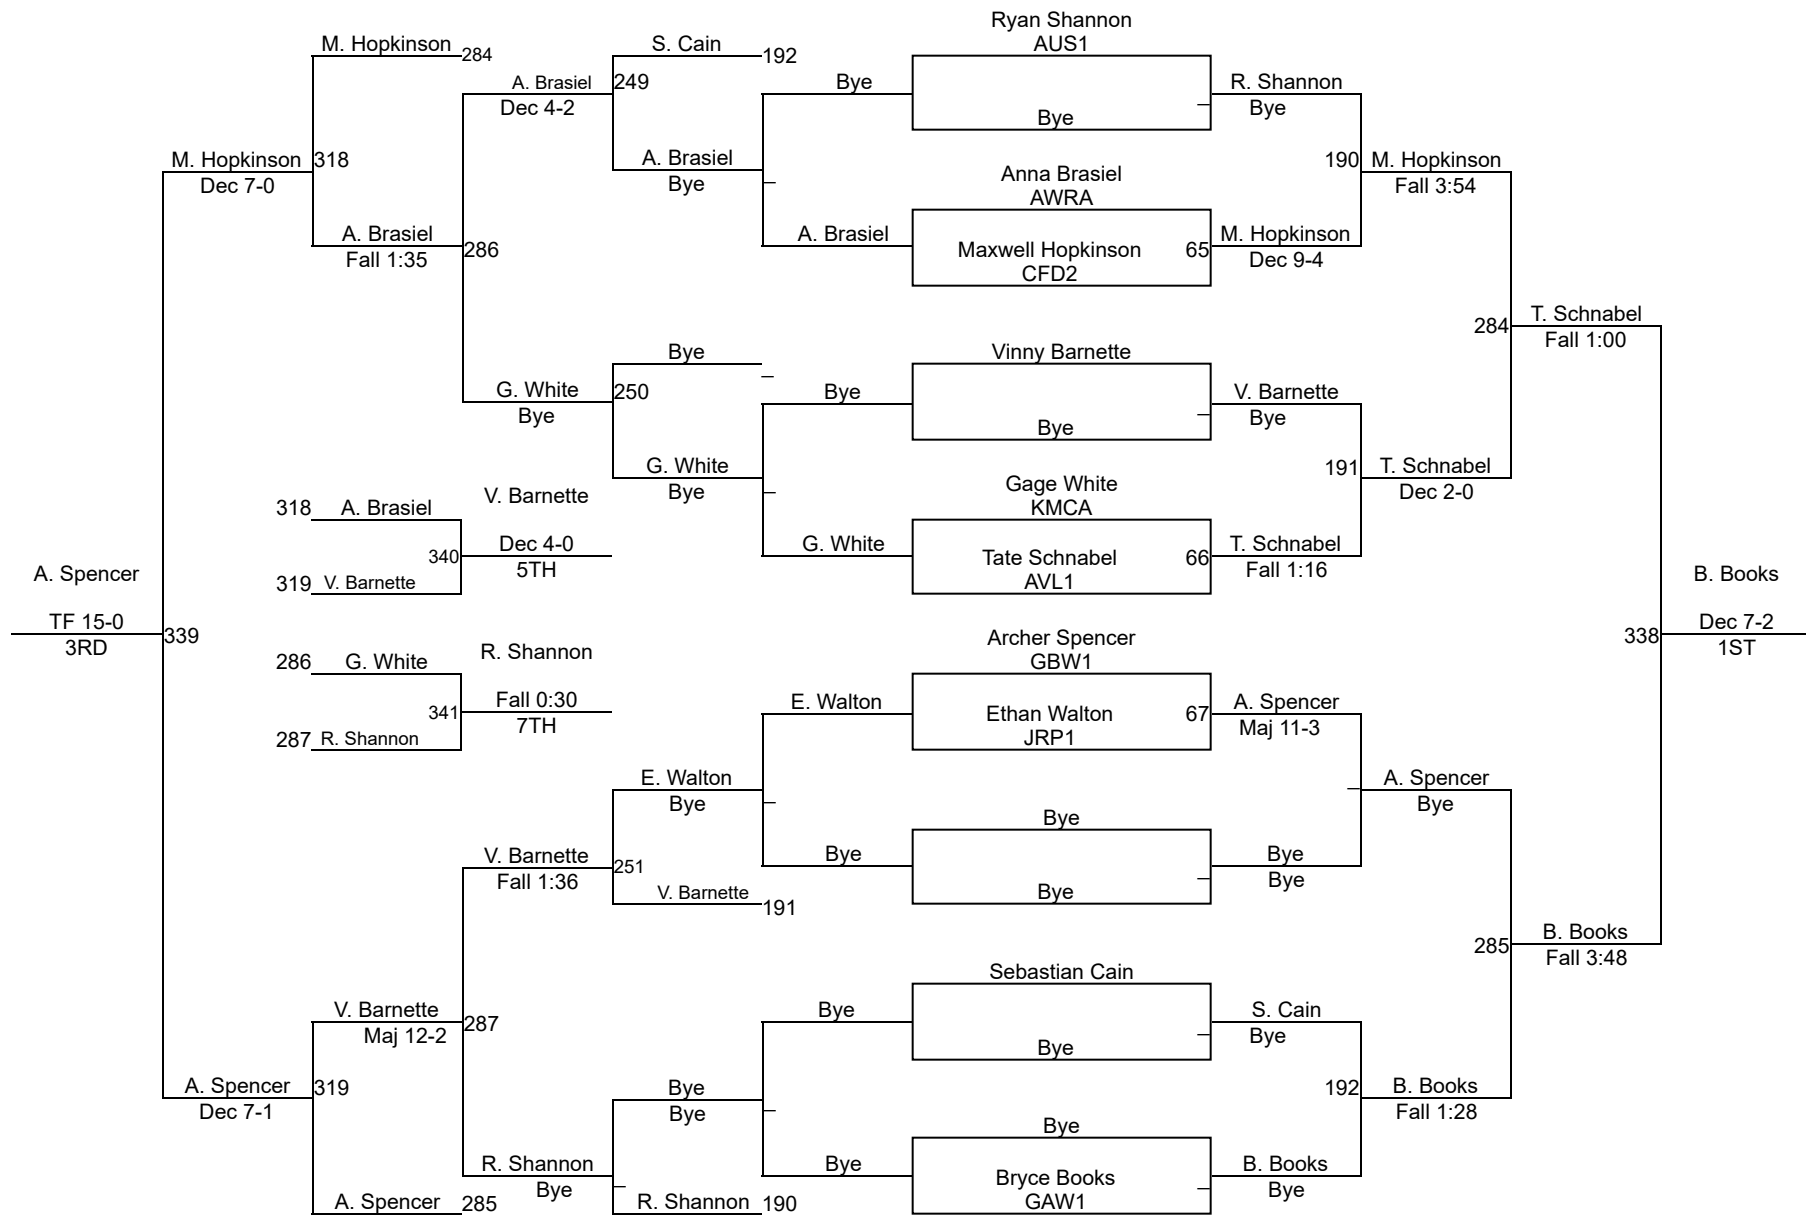 Ryan Shannon
AUS1
M. Hopkinson 284
S. Cain 192
A. Brasiel 249
Dec 4-2
Bye
R. Shannon
Bye
Bye
M. Hopkinson 318
Dec 7-0
A. Brasiel
Bye
Anna Brasiel
AWRA
190 M. Hopkinson
Fall 3:54
A. Brasiel
Fall 1:35
286
A. Brasiel
Maxwell Hopkinson 65
CFD2
M. Hopkinson
Dec 9-4
284 T. Schnabel
Fall 1:00
Bye
Vinny Barnette
G. White 250
Bye
Bye
V. Barnette
Bye
Bye
G. White
Bye
Gage White
KMCA
191 T. Schnabel
Dec 2-0
318 A. Brasiel
V. Barnette
340 Dec 4-0
5TH
319 V. Barnette
G. White
Tate Schnabel 66
AVL1
T. Schnabel
Fall 1:16
A. Spencer
TF 15-0
3RD
339
B. Books
338 Dec 7-2
1ST
286 G. White
R. Shannon
341 Fall 0:30
7TH
287 R. Shannon
Archer Spencer
GBW1
E. Walton
Ethan Walton 67
JRP1
A. Spencer
Maj 11-3
E. Walton
Bye
A. Spencer
Bye
V. Barnette 251
Fall 1:36
V. Barnette 191
Bye
Bye
Bye
Bye
Bye
285 B. Books
Fall 3:48
Sebastian Cain
V. Barnette 287
Maj 12-2
Bye
Bye
S. Cain
Bye
A. Spencer 319
Dec 7-1
Bye
Bye
192 B. Books
Fall 1:28
Bye
R. Shannon
Bye
Bye
Bryce Books
GAW1
B. Books
Bye
A. Spencer 285
R. Shannon 190